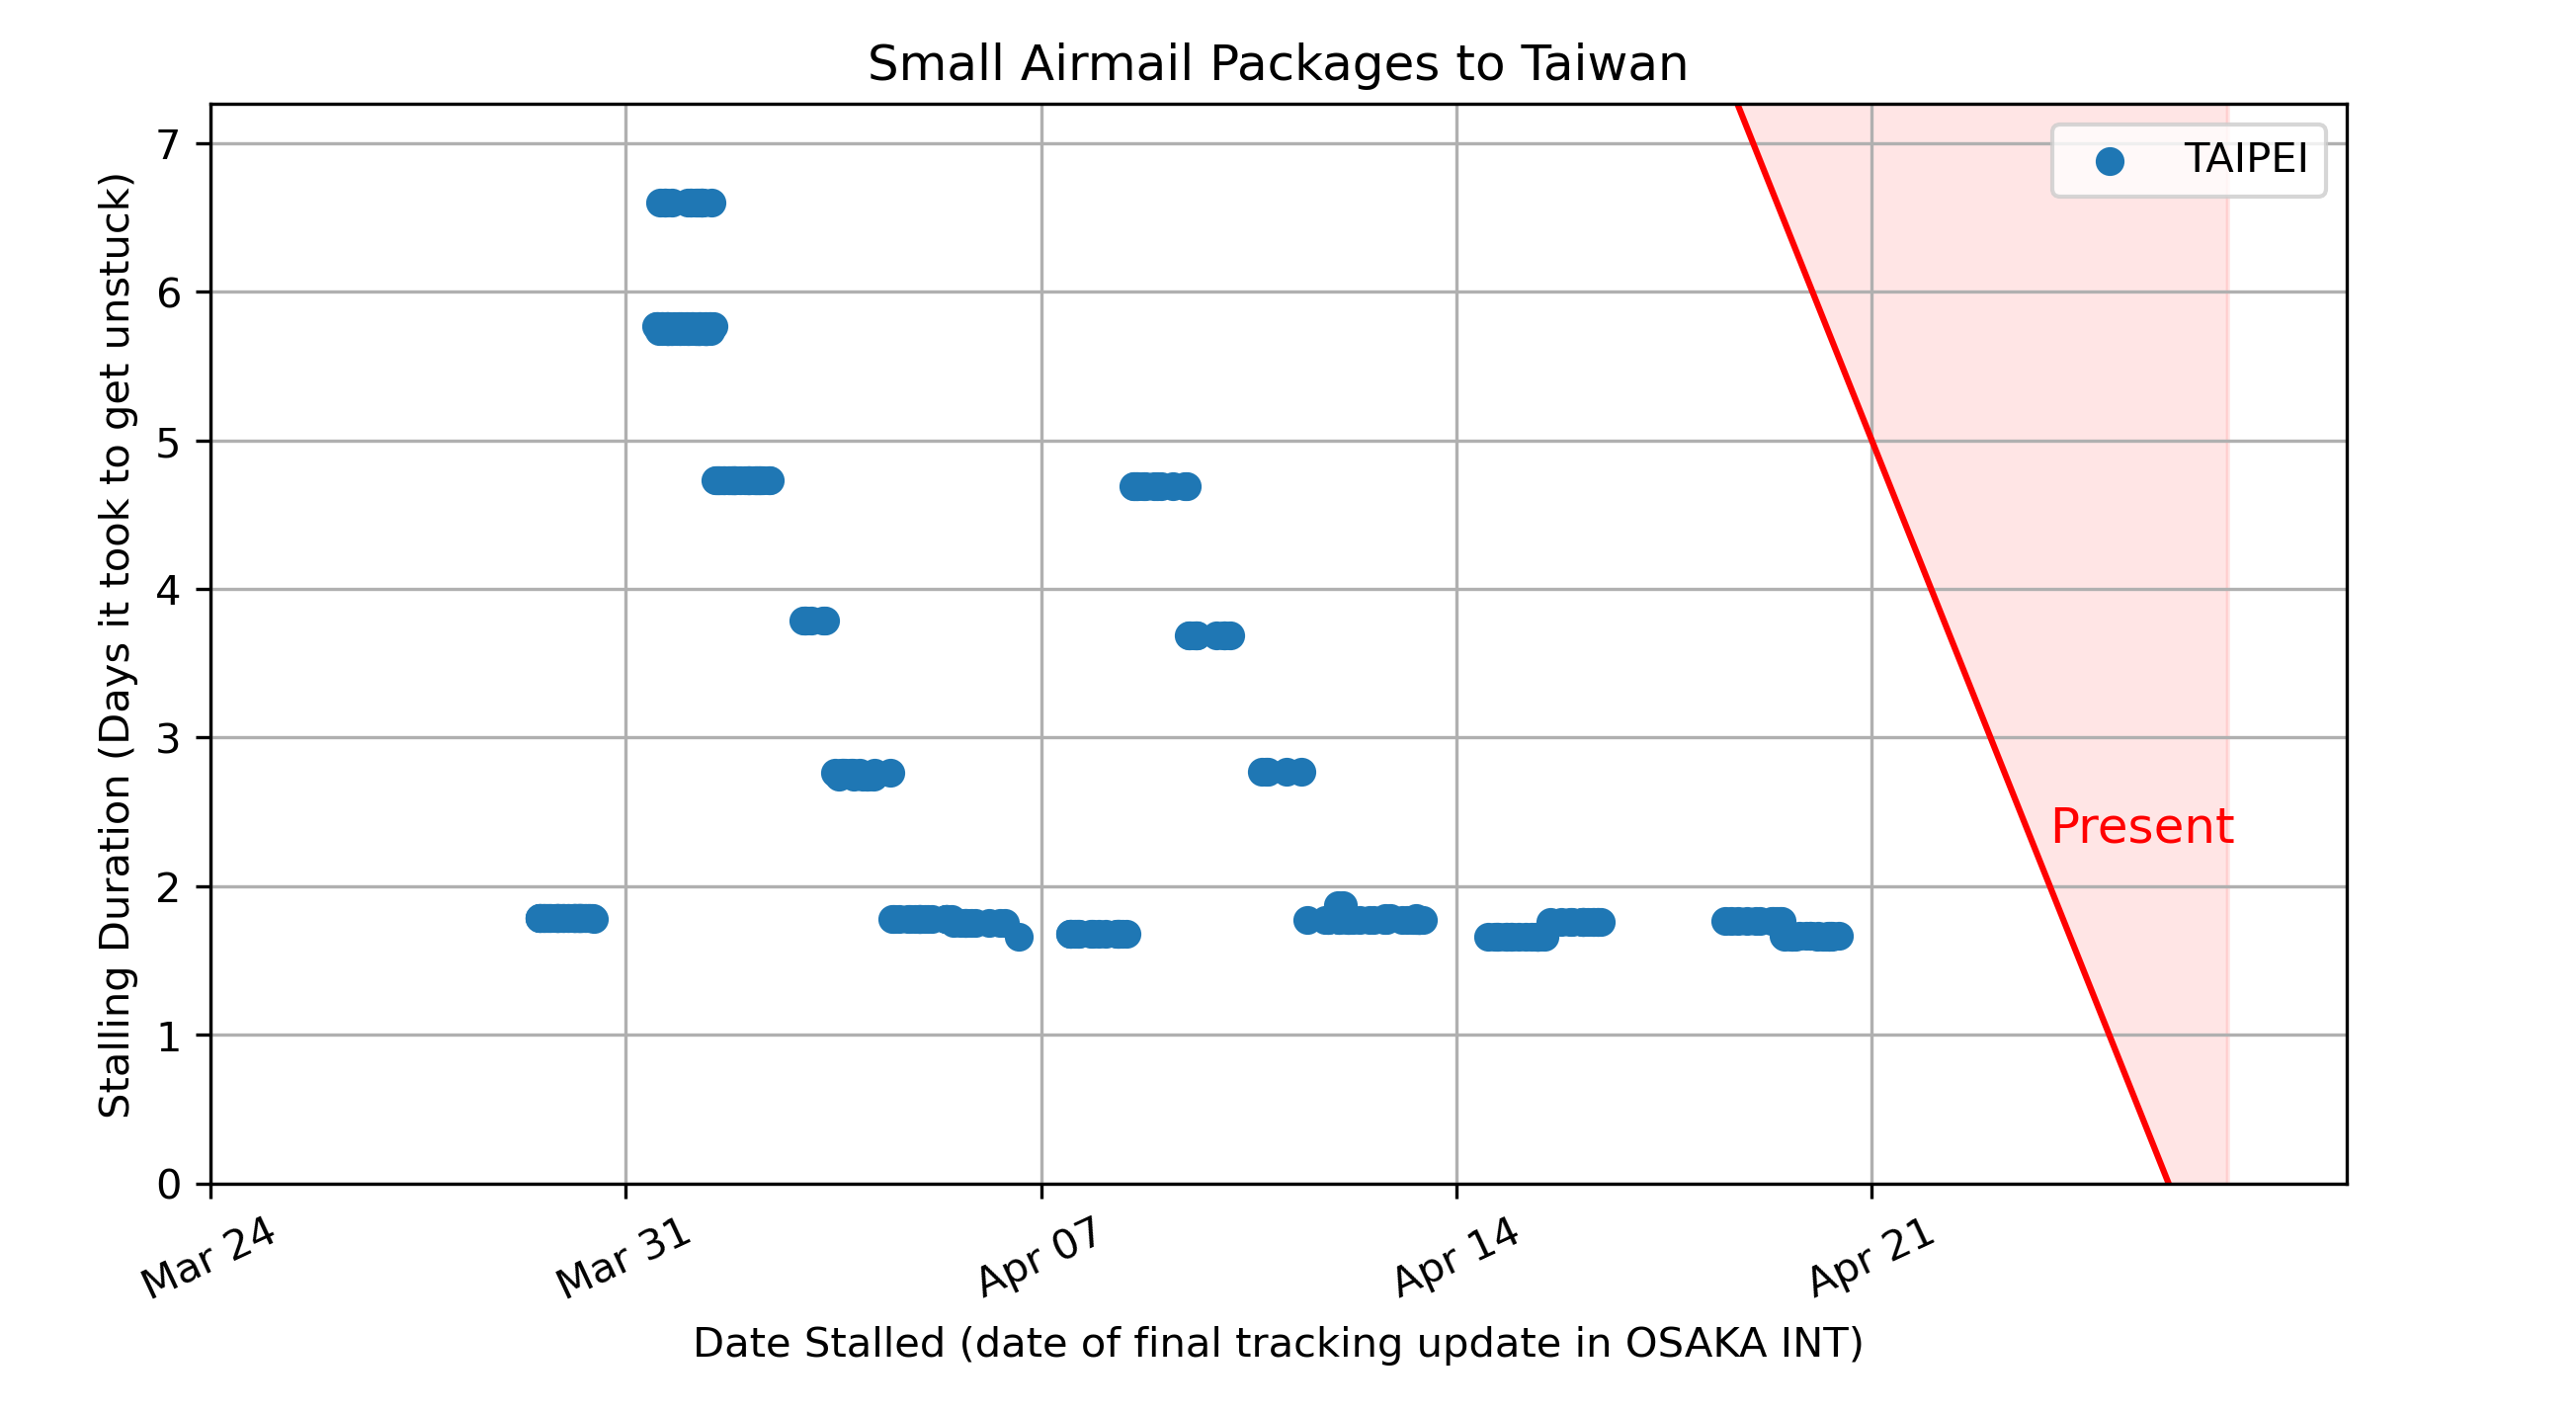 Small Airmail Packages to Taiwan
Stalling Duration (Days it took to get unstuck)
7
6
5
4
3
2
1
0
TAIPEI
Present
Mar 24
Mar 31
Apr 07
Apr 14
Apr 21
Date Stalled (date of final tracking update in OSAKA INT)